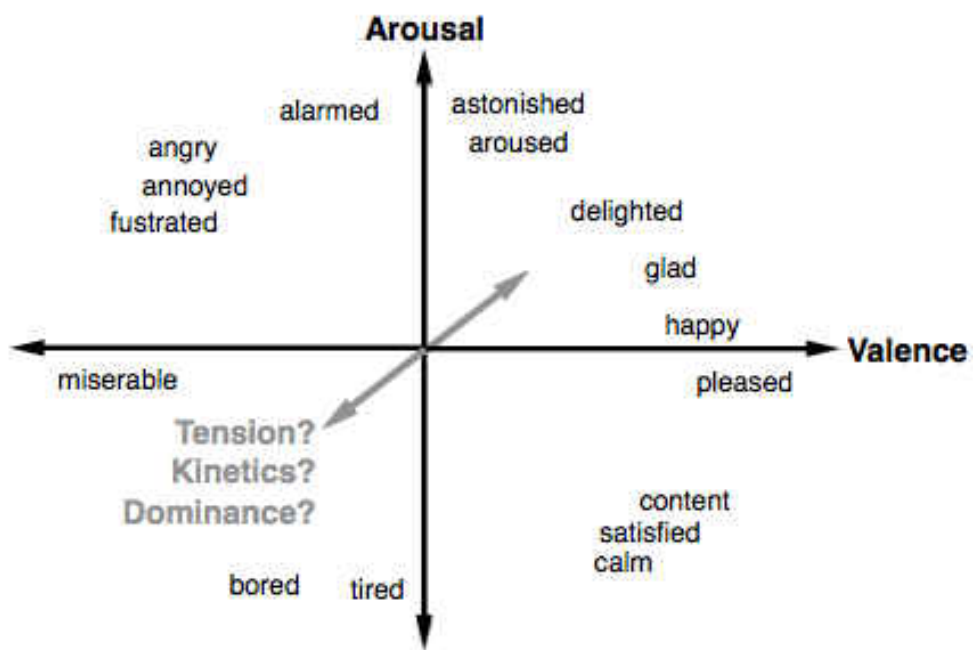 Arousal
alarmed
astonished
aroused
angry
annoyed
fustrated
delighted
glad
happy
Valence
miserable
pleased
Tension?
Kinetics?
Dominance?
content
satisfied
calm
bored
tired